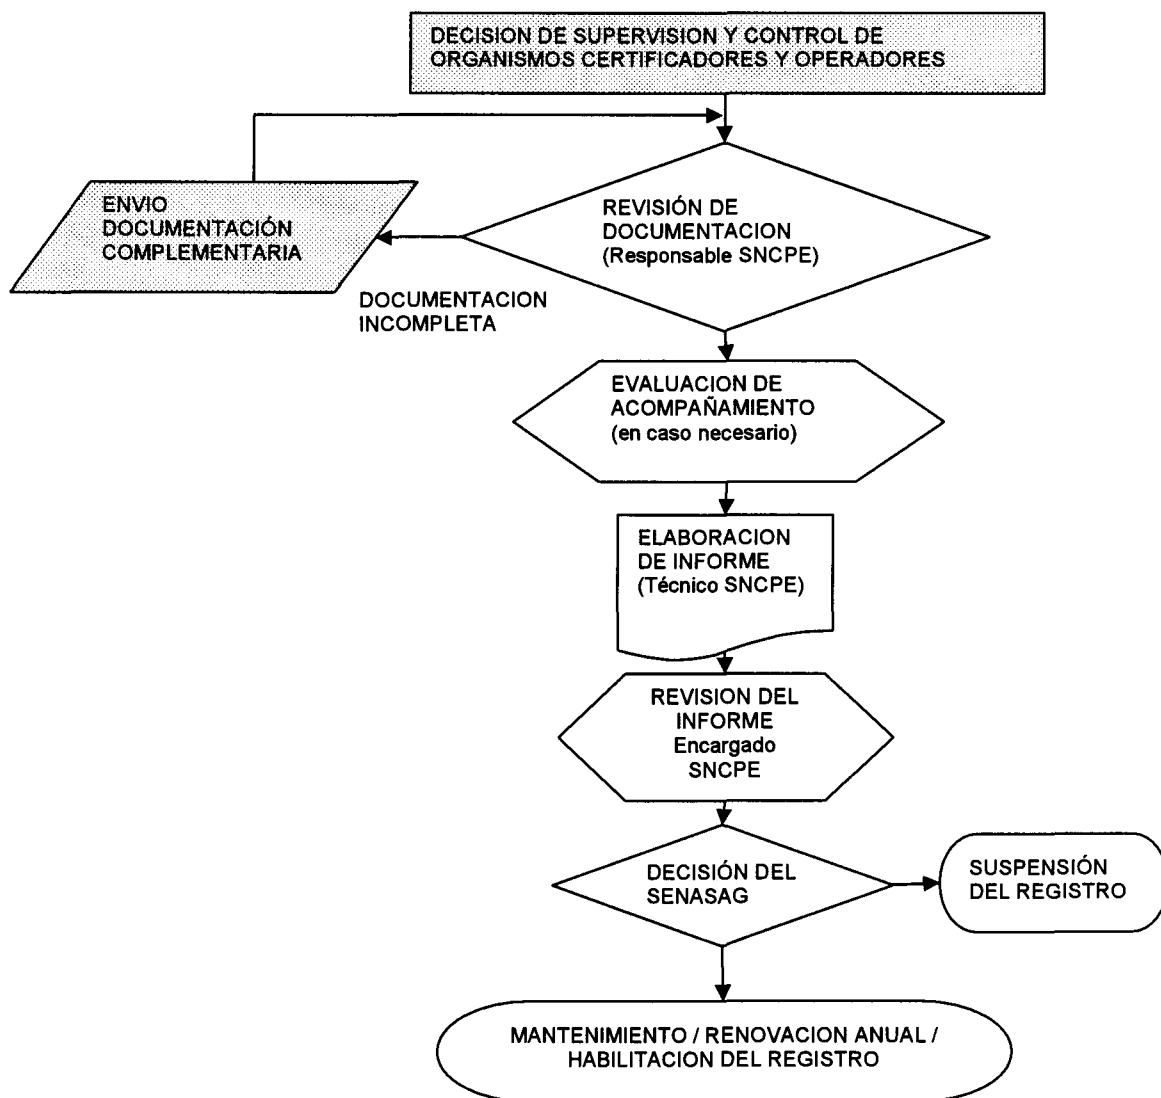 DECISION DE SUPERVISION Y CONTROL DE
ORGANISMOS CERTIFICADORES Y OPERADORES
ENVIO
DOCUMENTACIÓN
COMPLEMENTARIA
REVISIÓN DE
DOCUMENTACION
(Responsable SNCPE)
DOCUMENTACION
INCOMPLETA
EVALUACION DE
ACOMPAÑAMIENTO
(en caso necesario)
ELABORACION
DE INFORME
(Técnico SNCPE)
REVISION DEL
INFORME
Encargado
SNCPE
DECISIÓN DEL
SENASAG
SUSPENSIÓN
DEL REGISTRO
MANTENIMIENTO / RENOVACION ANUAL /
HABILITACION DEL REGISTRO